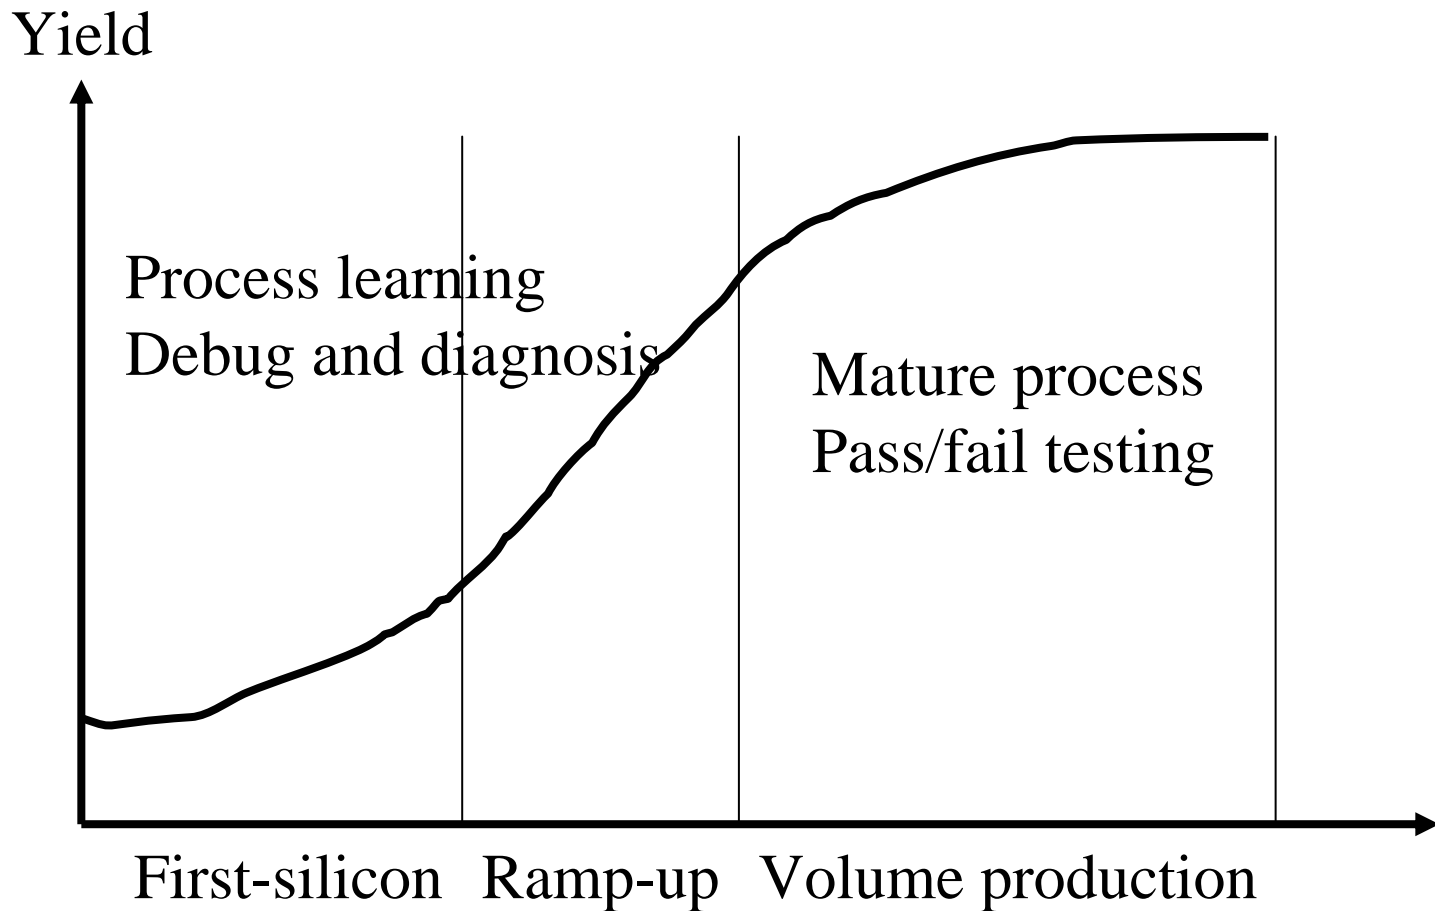 Yield
Process learning
Debug and diagnosis
Mature process
Pass/fail testing
First-silicon
Ramp-up
Volume production